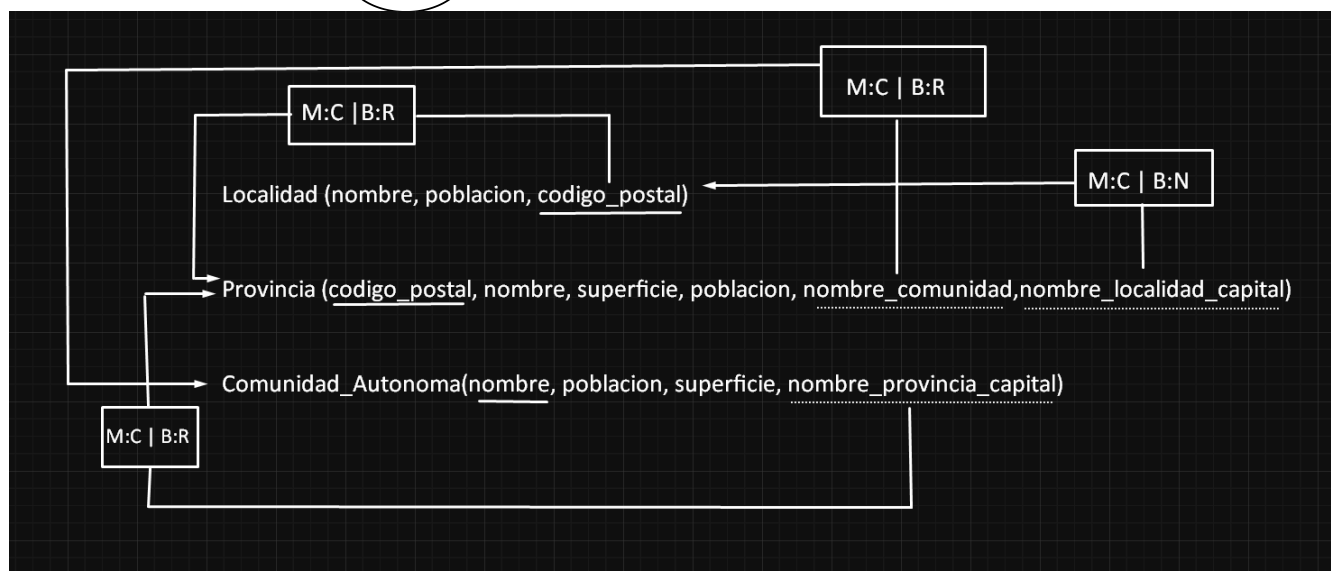 M:C | B:R
M:C |B:R
M:C | B:N
Localidad (nombre, poblacion, codigo_postal)
Provincia (codigo_postal, nombre, superficie, poblacion, nombre_comunidad,nombre_localidad_capital)
Comunidad_Autonoma(nombre, poblacion, superficie, nombre_provincia_capital)
M:C | B:R